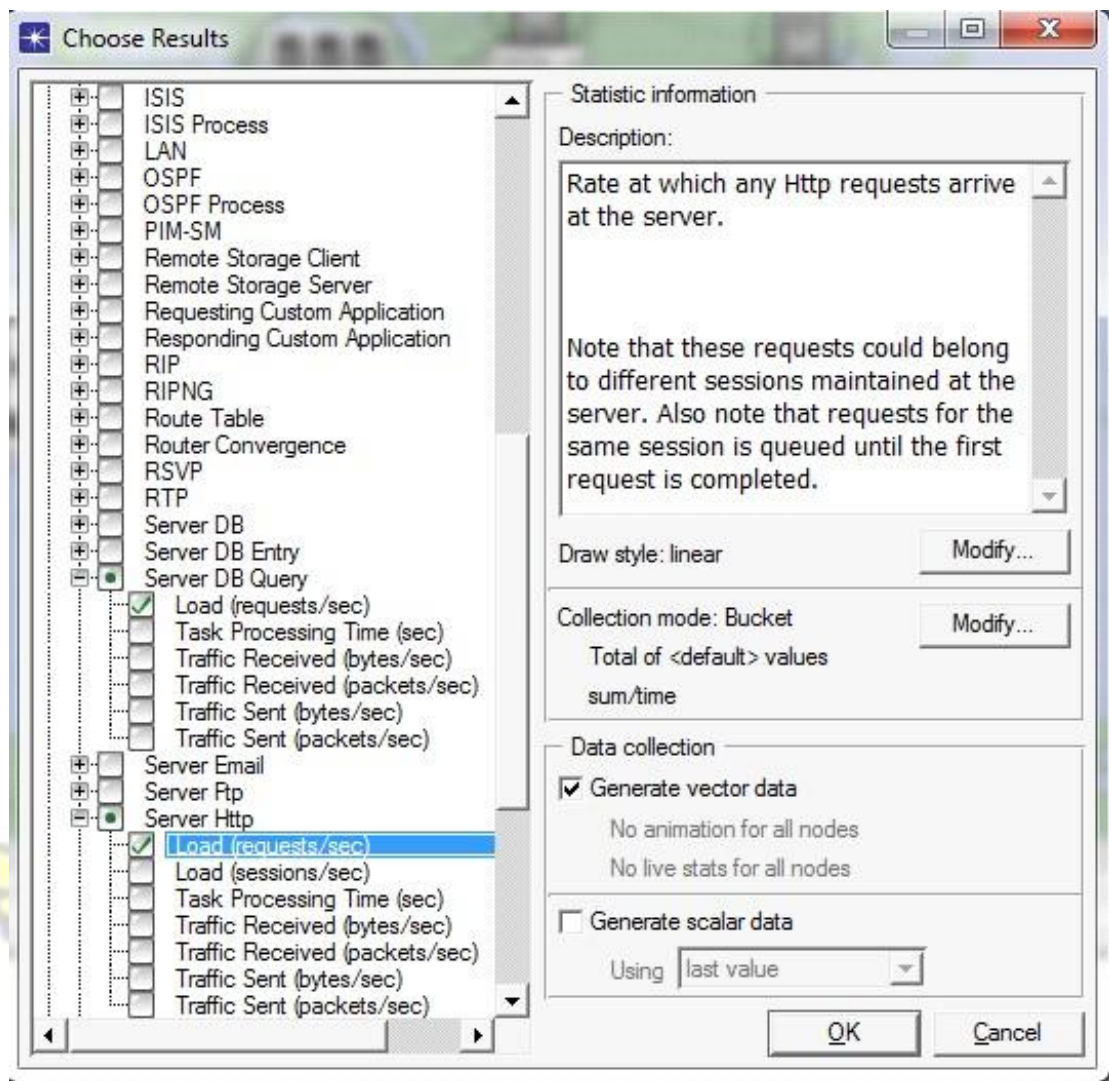 Choose Results
ISIS
ISIS Process
LAN
OSPF
OSPF Process
PIM-SM
Remote Storage Client
Remote Storage Server
Requesting Custom Application
Responding Custom Application
RIP
RIPNG
Route Table
Router Convergence
RSVP
RTP
Server DB
Server DB Entry
Server DB Query
Load (requests/sec)
Task Processing Time (sec)
Traffic Received (bytes/sec)
Traffic Received (packets/sec)
Traffic Sent (bytes/sec)
Traffic Sent (packets/sec)
Server Email
Server Ftp
Server Http
Load (requests/sec)
Load (sessions/sec)
Task Processing Time (sec)
Traffic Received (bytes/sec)
Traffic Received (packets/sec)
Traffic Sent (bytes/sec)
Traffic Sent (packets/sec)
Statistic information
Description:
Rate at which any Http requests arrive
at the server.
Note that these requests could belong
to different sessions maintained at the
server. Also note that requests for the
same session is queued until the first
request is completed.
Draw style: linear
Modify...
Collection mode: Bucket
Modify...
Total of <default> values
sum/time
Data collection
Generate vector data
No animation for all nodes
No live stats for all nodes
Generate scalar data
Using last value
OK
Cancel